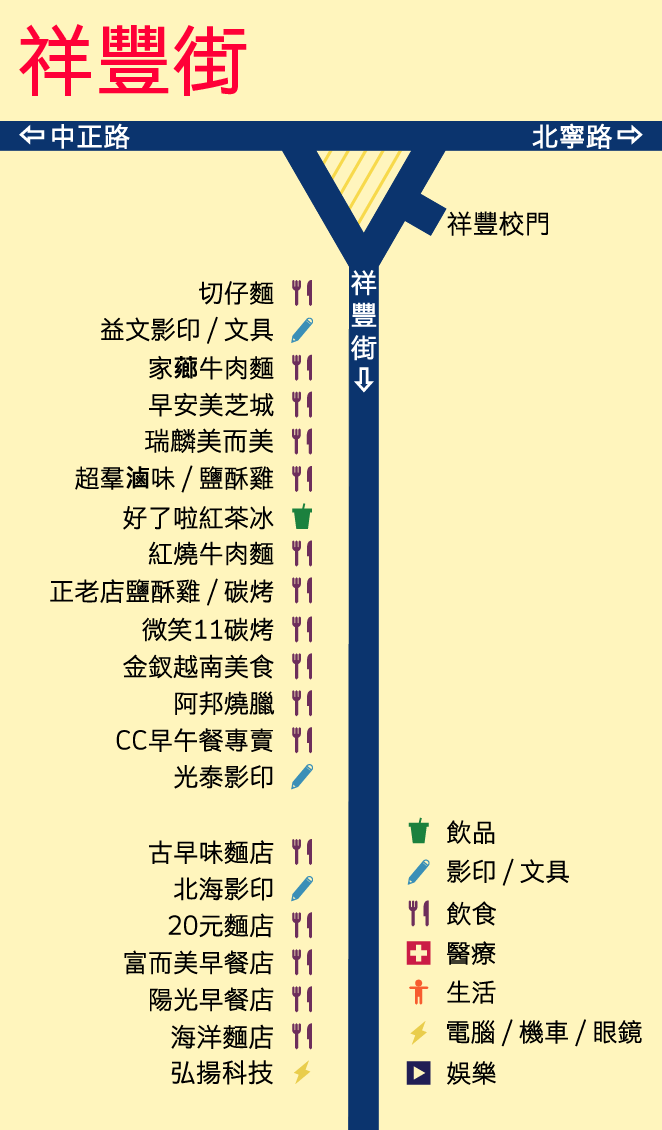 祥豐街
中正路
北寧路
祥豐校門
祥豐街
切仔麵
益文影印 / 文具
家薌牛肉麵
早安美芝城
瑞麟美而美
超羣滷味 / 鹽酥雞
好了啦紅茶冰
紅燒牛肉麵
正老店鹽酥雞 / 碳烤
微笑11碳烤
金釵越南美食
阿邦燒臘
CC早午餐專賣
光泰影印
古早味麵店
北海影印
20元麵店
富而美早餐店
陽光早餐店
海洋麵店
弘揚科技
飲品
影印 / 文具
飲食
醫療
生活
電腦 / 機車 / 眼鏡
娛樂